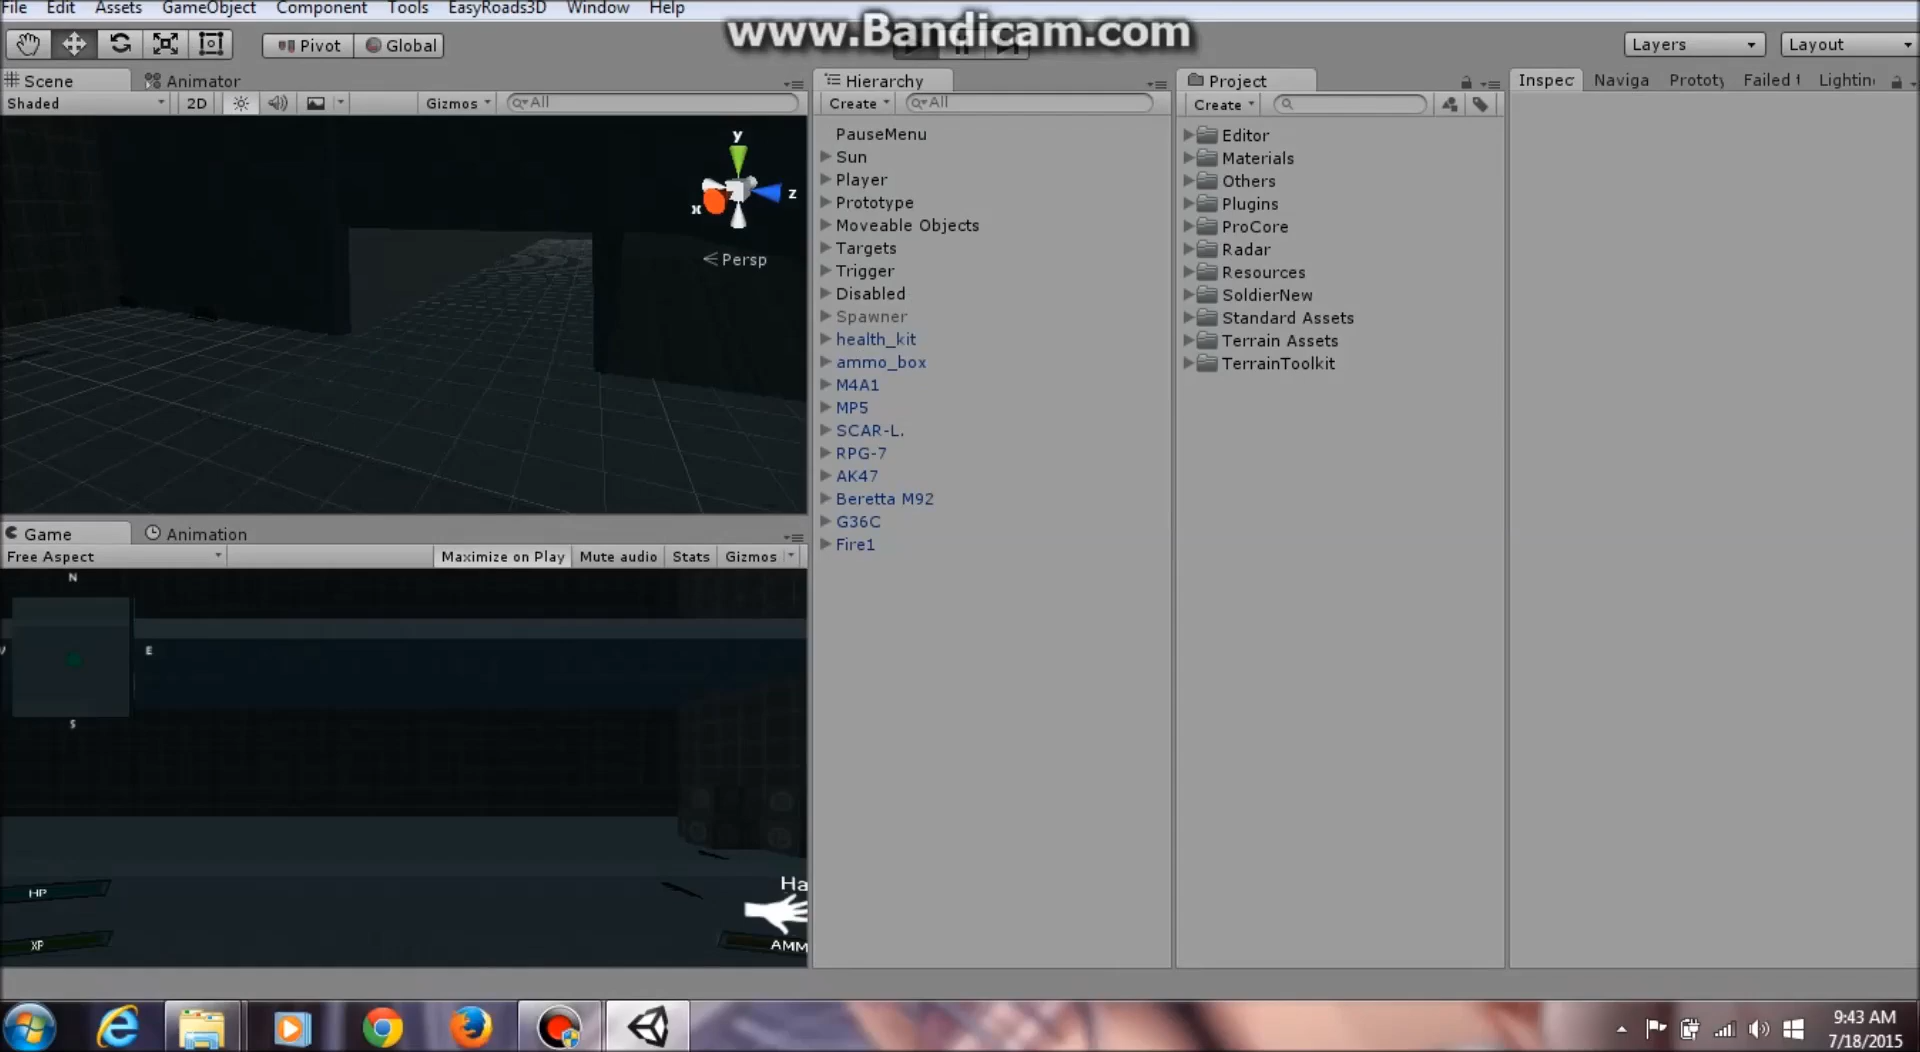 File Edit Assets GameObject Component Tools EasyRoads3D Window Help
www.Bandicam.com
Pivot Global Layers Layout
Scene Animator
Shaded 2D Gizmos All
y
x z
Persp
Game Animation
Free Aspect Maximize on Play Mute audio Stats Gizmos
N
E
S
HP
XP
Ha
AMM
Hierarchy
Create All
PauseMenu
Sun
Player
Prototype
Moveable Objects
Targets
Trigger
Disabled
Spawner
health_kit
ammo_box
M4A1
MP5
SCAR-L.
RPG-7
AK47
Beretta M92
G36C
Fire1
Project
Create
Editor
Materials
Others
Plugins
ProCore
Radar
Resources
SoldierNew
Standard Assets
Terrain Assets
TerrainToolkit
Inspec Naviga Prototy Failed t Lightin
9:43 AM
7/18/2015